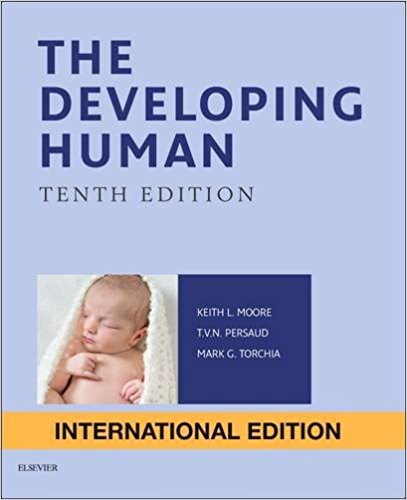 THE
DEVELOPING
HUMAN
TENTH EDITION
KEITH L. MOORE
T.V.N. PERSAUD
MARK G. TORCHIA
INTERNATIONAL EDITION
ELSEVIER